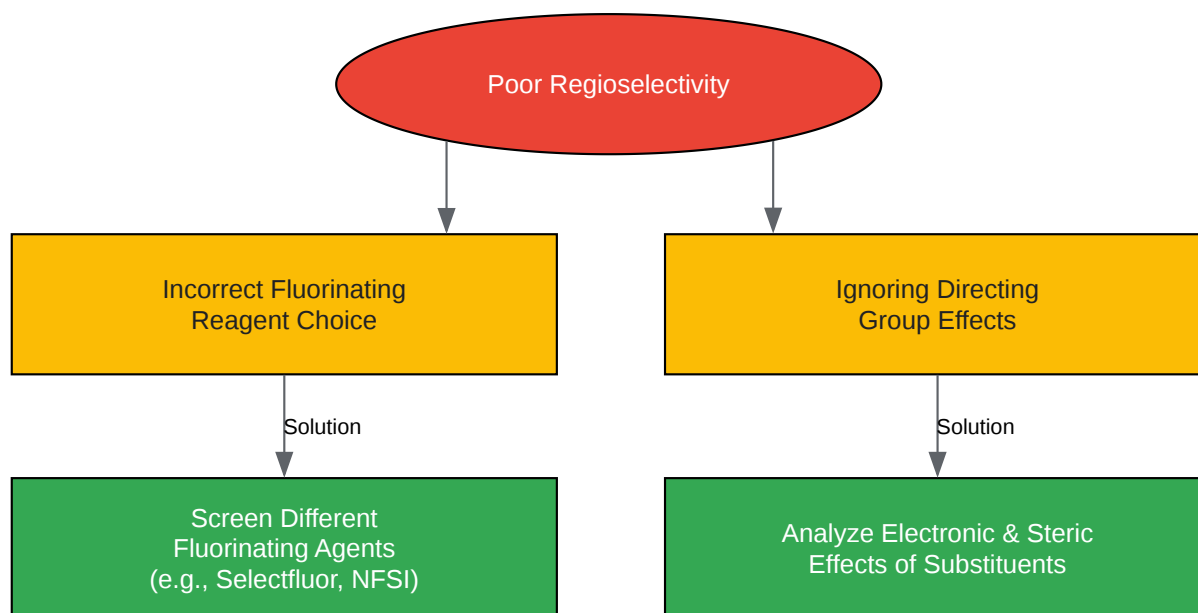 Poor Regioselectivity
Incorrect Fluorinating
Reagent Choice
Ignoring Directing
Group Effects
Solution
Solution
Screen Different
Fluorinating Agents
(e.g., Selectfluor, NFSI)
Analyze Electronic & Steric
Effects of Substituents